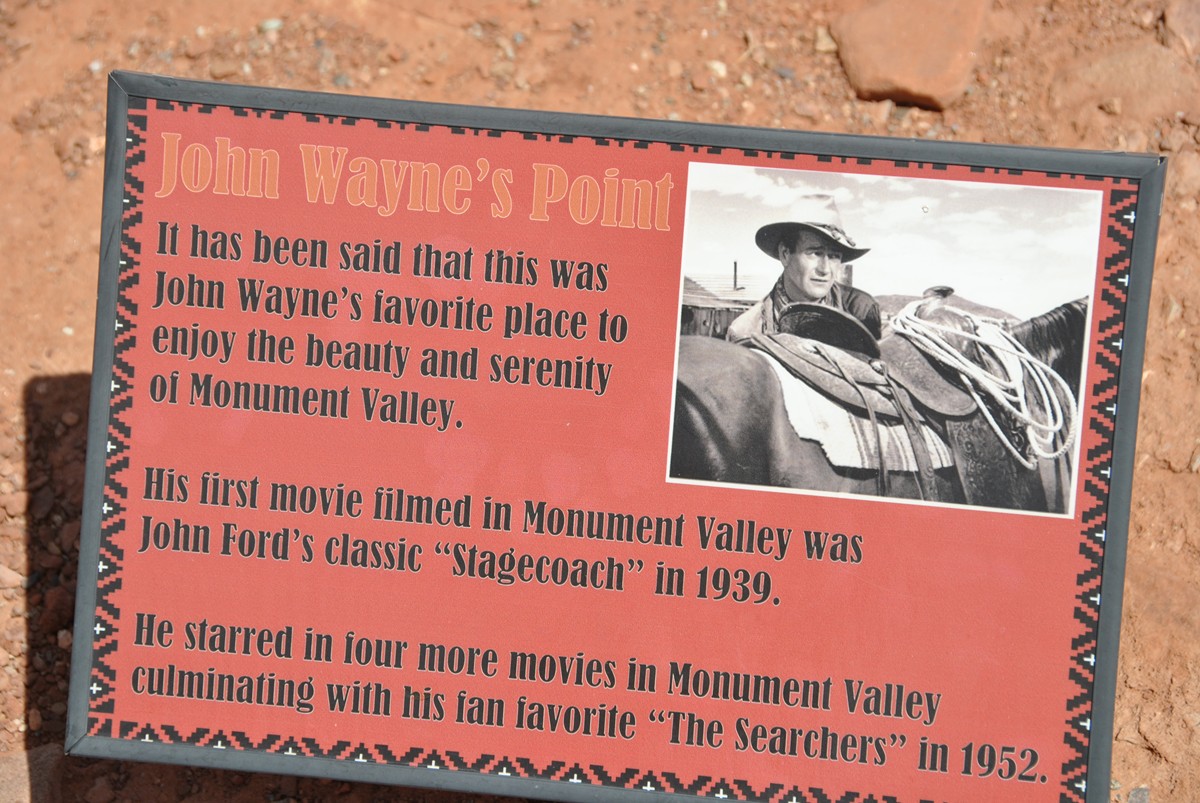 John Wayne's Point
It has been said that this was
John Wayne's favorite place to
enjoy the beauty and serenity
of Monument Valley.
His first movie filmed in Monument Valley was
John Ford's classic “Stagecoach” in 1939.
He starred in four more movies in Monument Valley
culminating with his fan favorite “The Searchers” in 1952.